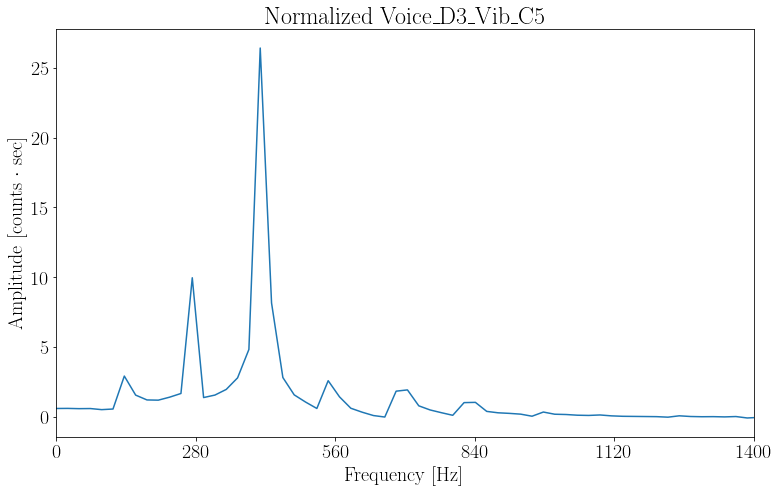 Normalized Voice_D3_Vib_C5
25
20
15
10
5
0
Amplitude [counts · sec]
0 280 560 840 1120 1400
Frequency [Hz]